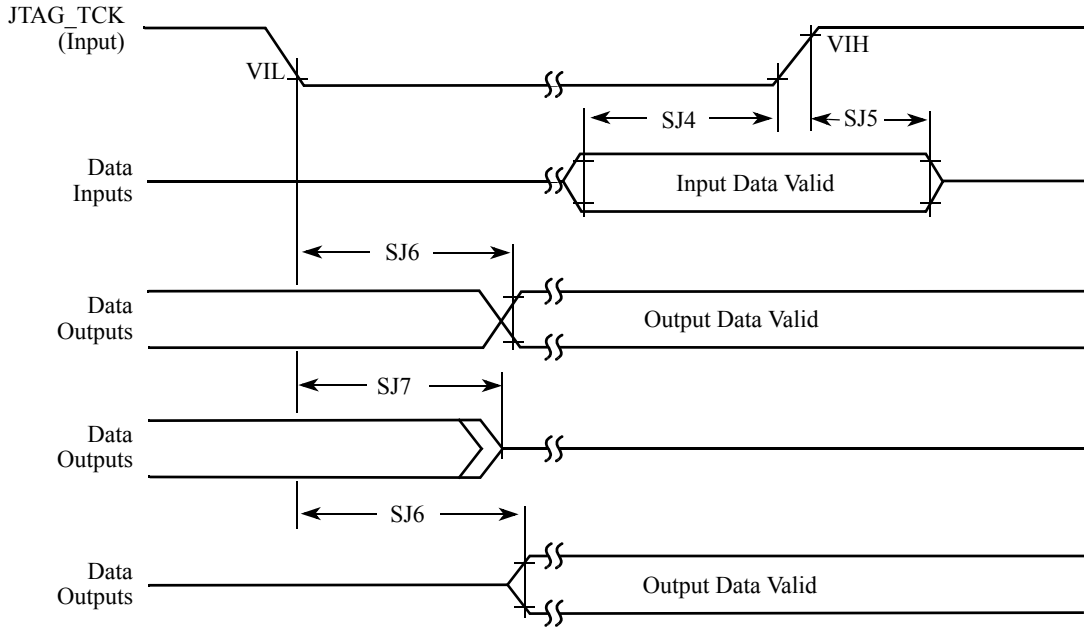 JTAG_TCK
(Input)
VIL
VIH
SJ4
SJ5
Data
Inputs
Input Data Valid
SJ6
Data
Outputs
Output Data Valid
SJ7
Data
Outputs
SJ6
Data
Outputs
Output Data Valid